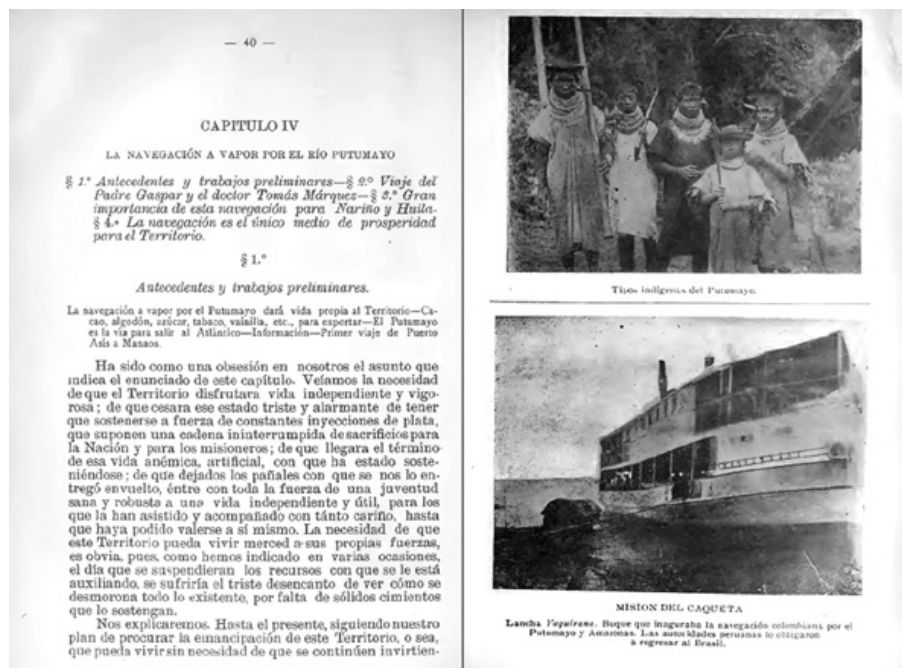 — 40 —
CAPITULO IV
LA NAVEGACIÓN A VAPOR POR EL RÍO PUTUMAYO
§ 1.º Antecedentes y trabajos preliminares—§ 2.º Viaje del
Padre Gaspar y el doctor Tomás Márquez—§ 3.º Gran
importancia de esta navegación para Nariño y Huila-
§ 4.º La navegación es el único medio de prosperidad
para el Territorio.
§ 1.º
Antecedentes y trabajos preliminares.
La navegación a vapor por el Putumayo dará vida propia al Territorio—Ca-
cao, algodón, azúcar, tabaco, vainilla, etc., para exportar—El Putumayo
es la vía para salir al Atlántico—Información—Primer viaje de Puerto
Asís a Manaos.
Ha sido como una obsesión en nosotros el asunto que
indica el enunciado de este capítulo. Veíamos la necesidad
de que el Territorio disfrutara vida independiente y vigo-
rosa; de que cesara ese estado triste y alarmante de tener
que sostenerse a fuerza de constantes inyecciones de plata,
que suponen una cadena ininterrumpida de sacrificios para
la Nación y para los misioneros; de que llegara el término
de esa vida anémica, artificial, con que ha estado soste-
niéndose; de que dejados los pañales con que se nos lo en-
tregó envuelto, éntre con toda la fuerza de una juventud
sana y robusta a una vida independiente y útil, para los
que la han asistido y acompañado con tánto cariño, hasta
que haya podido valerse a sí mismo. La necesidad de que
este Territorio pueda vivir merced a sus propias fuerzas,
es obvia, pues, como hemos indicado en varias ocasiones,
el día que se suspendieran los recursos con que se le está
auxiliando, se sufriría el triste desencanto de ver cómo se
desmorona todo lo existente, por falta de sólidos cimientos
que lo sostengan.
Nos explicaremos. Hasta el presente, siguiendo nuestro
plan de procurar la emancipación de este Territorio, o sea,
que pueda vivir sin necesidad de que se continúen invirtien-
Tipos indígenas del Putumayo.
MISION DEL CAQUETA
Lancha Yaquirana. Buque que inaguraba la navegación colombiana por el
Putumayo y Amazonas. Las autoridades peruanas lo obligaron
a regresar al Brasil.